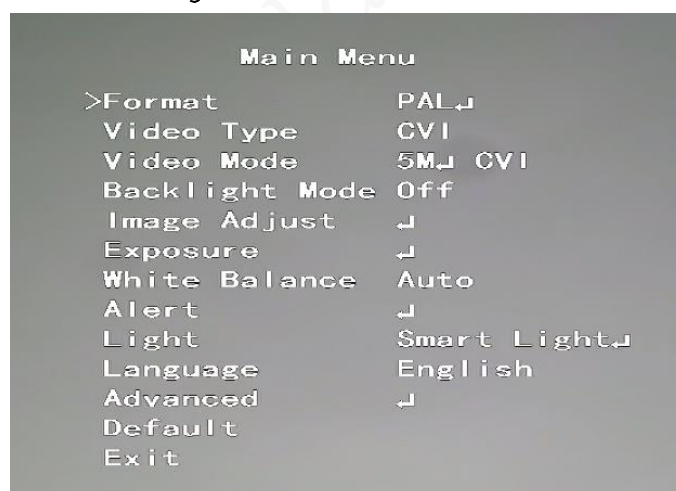 Main Menu
>Format PAL↵
Video Type CVI
Video Mode 5M↵ CVI
Backlight Mode Off
Image Adjust ↵
Exposure ↵
White Balance Auto
Alert ↵
Light Smart Light↵
Language English
Advanced ↵
Default
Exit